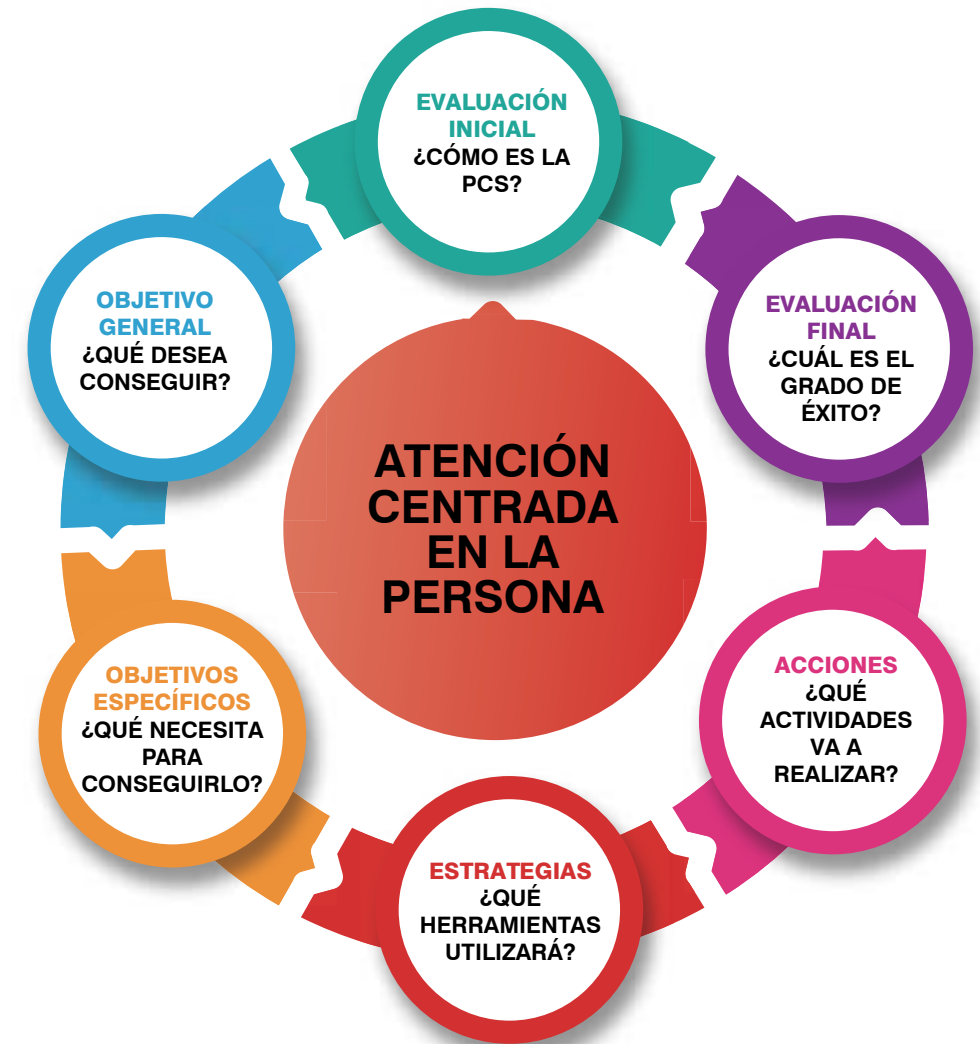 EVALUACIÓN
INICIAL
¿CÓMO ES LA
PCS?
OBJETIVO
GENERAL
¿QUÉ DESEA
CONSEGUIR?
EVALUACIÓN
FINAL
¿CUÁL ES EL
GRADO DE
ÉXITO?
ATENCIÓN
CENTRADA
EN LA
PERSONA
OBJETIVOS
ESPECÍFICOS
¿QUÉ NECESITA
PARA
CONSEGUIRLO?
ACCIONES
¿QUÉ
ACTIVIDADES
VA A
REALIZAR?
ESTRATEGIAS
¿QUÉ
HERRAMIENTAS
UTILIZARÁ?